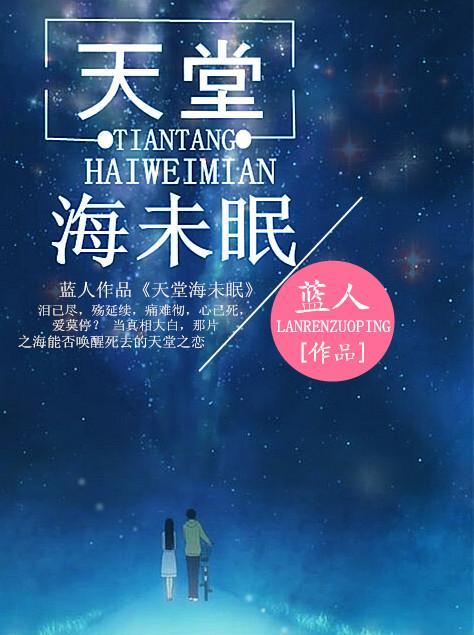 天堂
TIANTANG
HAIWEIMIAN
海未眠
蓝人作品《天堂海未眠》
泪已尽，殇延续，痛难彻，心已死，
爱莫停？ 当真相大白，那片
之海能否唤醒死去的天堂之恋
蓝人
LANRENZUOPING
[作品]